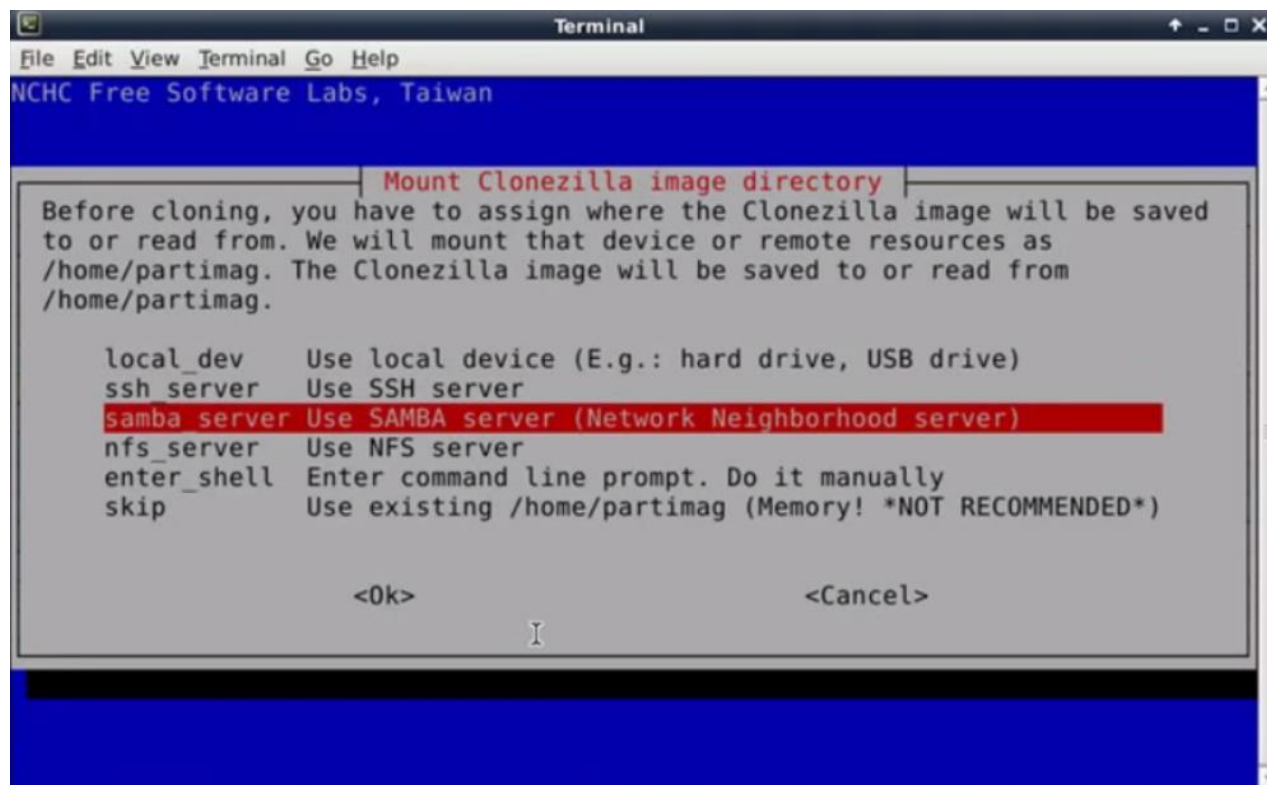 Terminal
File Edit View Terminal Go Help
NCHC Free Software Labs, Taiwan
Mount Clonezilla image directory
Before cloning, you have to assign where the Clonezilla image will be saved
to or read from. We will mount that device or remote resources as
/home/partimag. The Clonezilla image will be saved to or read from
/home/partimag.
local_dev Use local device (E.g.: hard drive, USB drive)
ssh_server Use SSH server
samba_server Use SAMBA server (Network Neighborhood server)
nfs_server Use NFS server
enter_shell Enter command line prompt. Do it manually
skip Use existing /home/partimag (Memory! *NOT RECOMMENDED*)
<Ok> <Cancel>